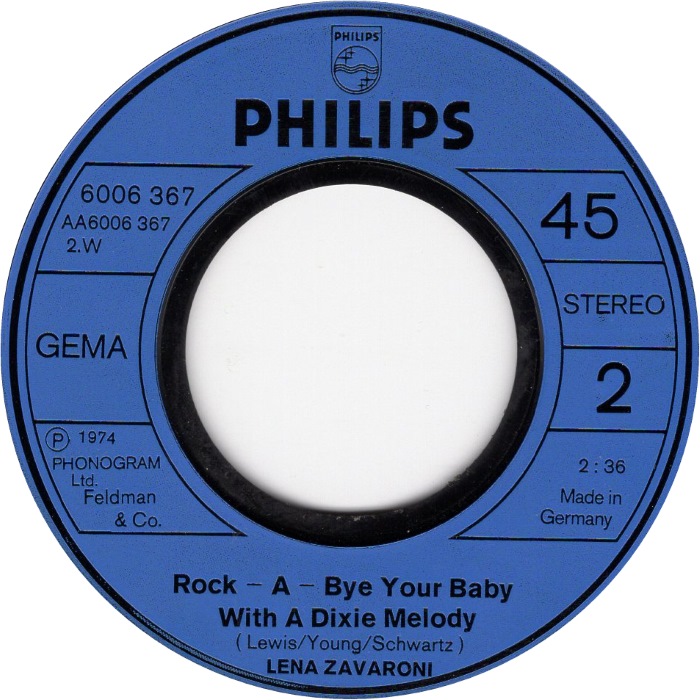 PHILIPS
PHILIPS
6006 367
AA6006 367
2.W
GEMA
Ⓟ 1974
PHONOGRAM
Ltd.
Feldman
& Co.
45
STEREO
2
2 : 36
Made in
Germany
Rock – A – Bye Your Baby
With A Dixie Melody
( Lewis/Young/Schwartz )
LENA ZAVARONI